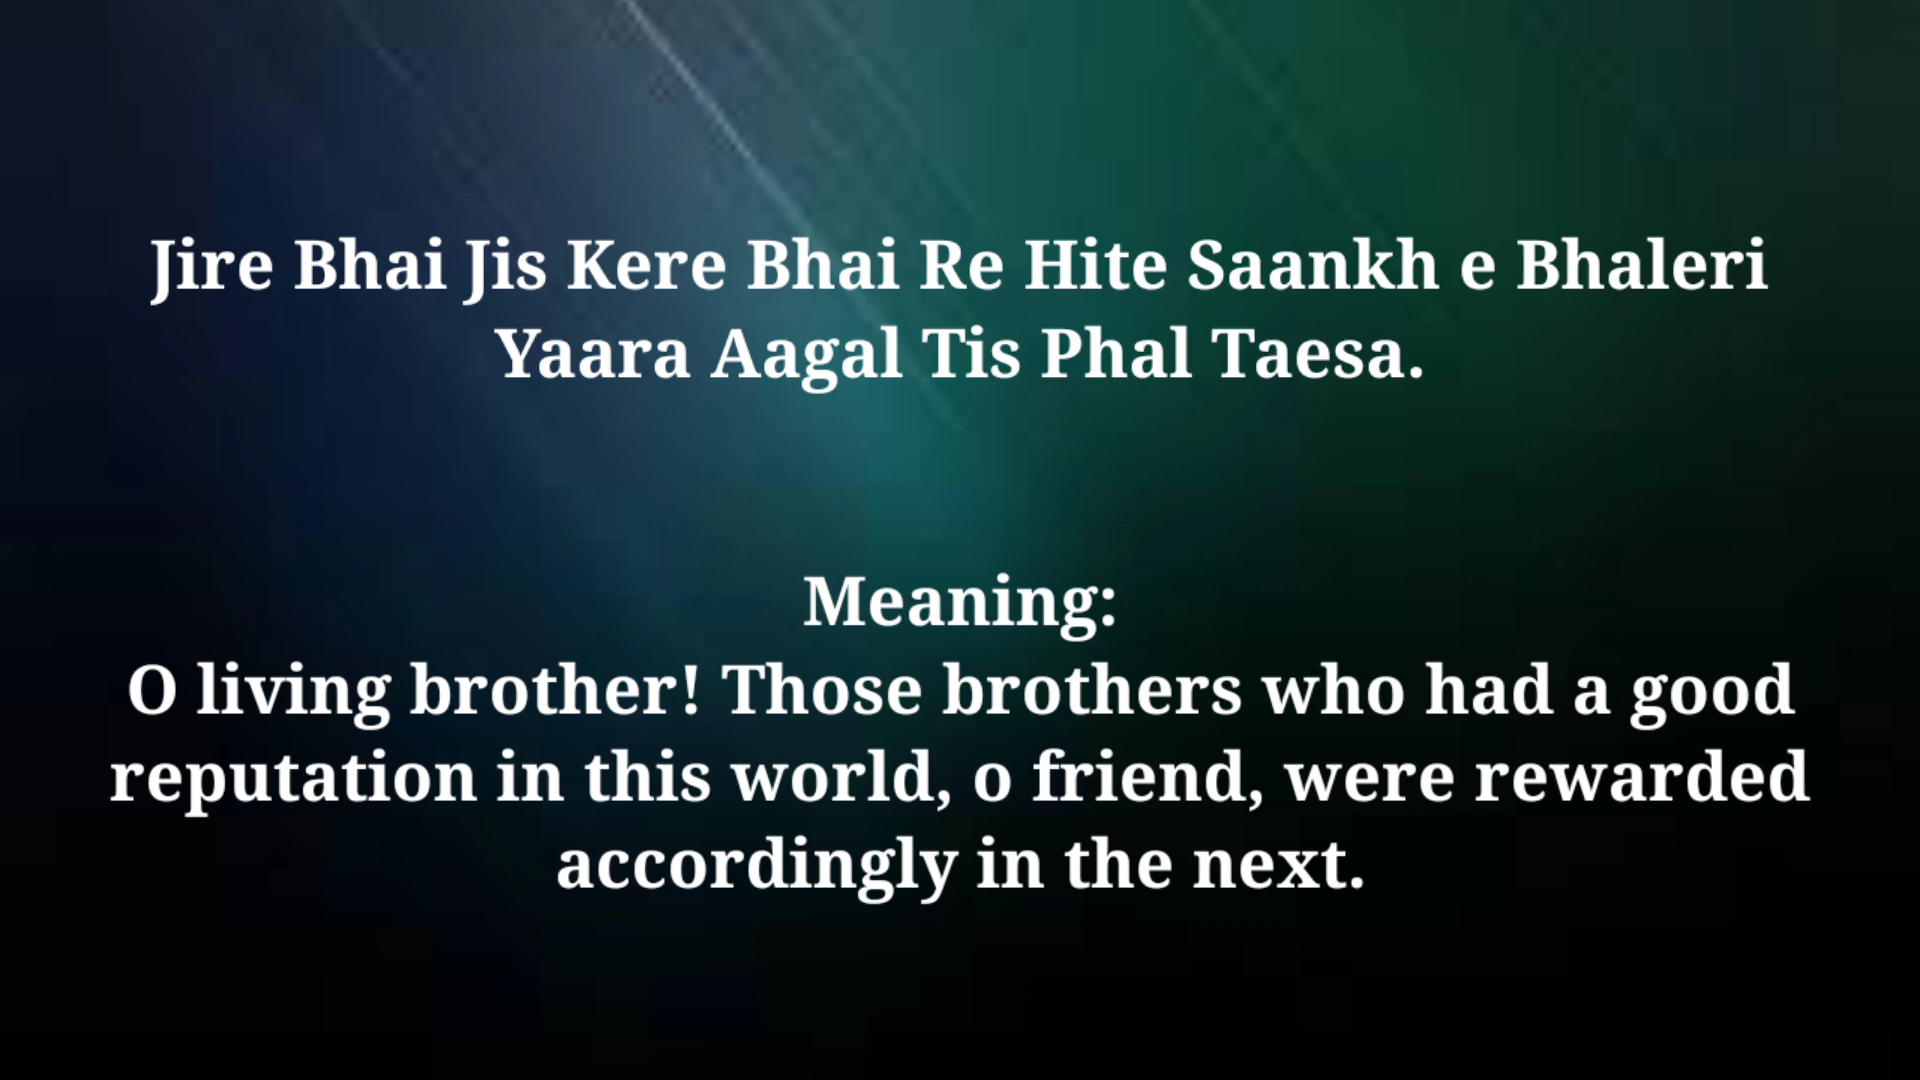 Jire Bhai Jis Kere Bhai Re Hite Saankh e Bhaleri
Yaara Aagal Tis Phal Taesa.
Meaning:
O living brother! Those brothers who had a good
reputation in this world, o friend, were rewarded
accordingly in the next.